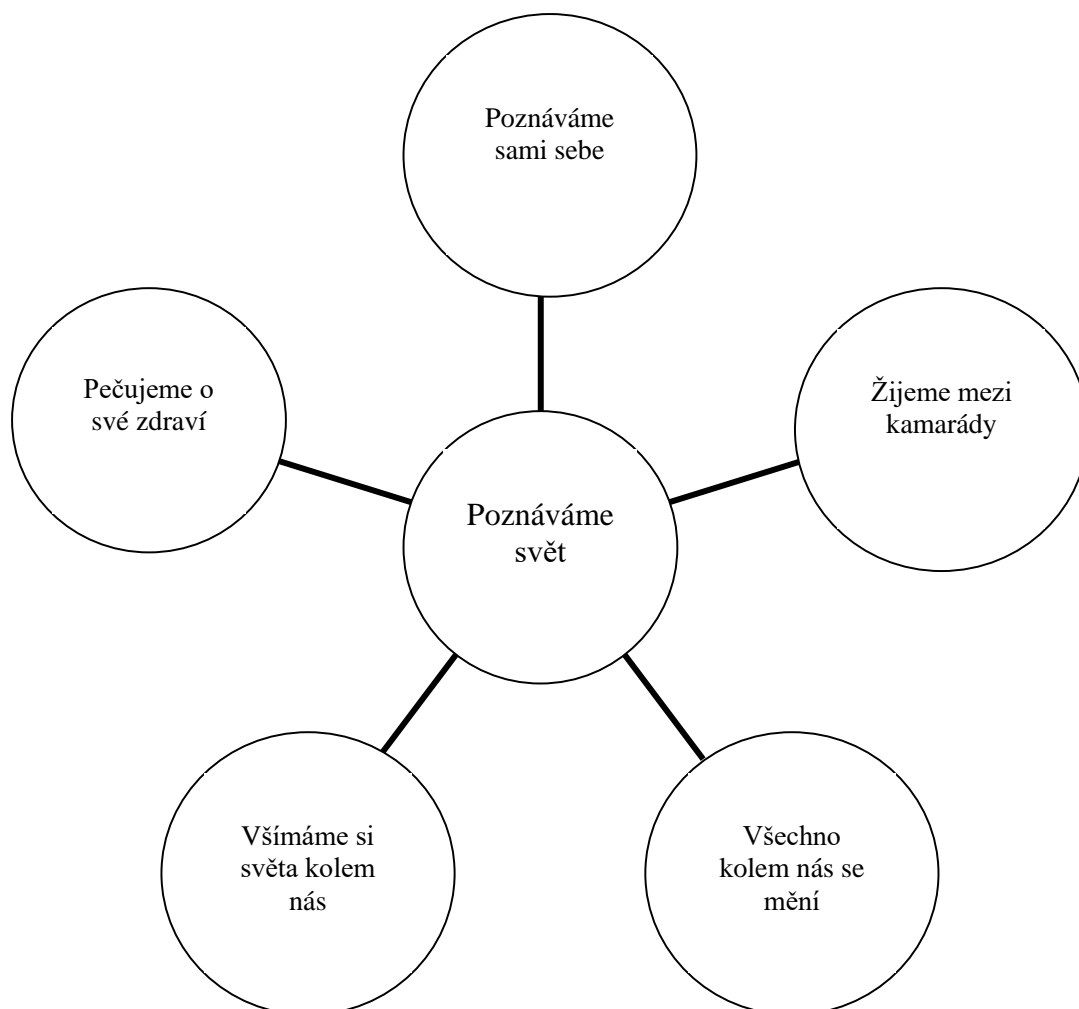 Poznáváme
sami sebe
Pečujeme o
své zdraví
Žijeme mezi
kamarády
Poznáváme
svět
Všímáme si
světa kolem
nás
Všechno
kolem nás se
mění